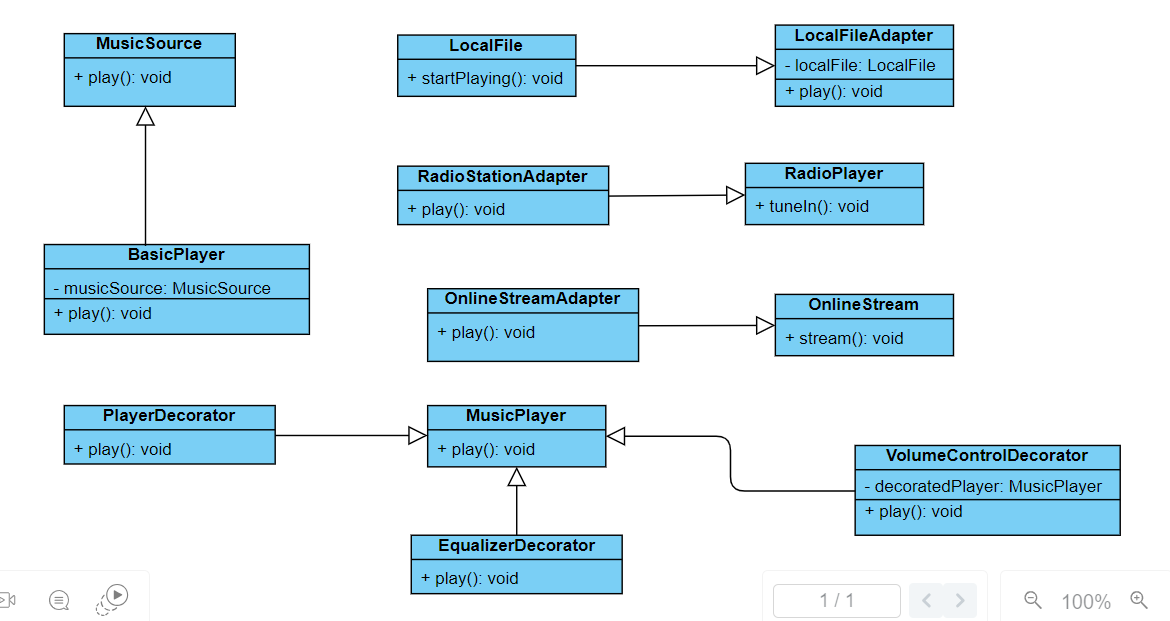 MusicSource
+ play(): void
LocalFile
+ startPlaying(): void
LocalFileAdapter
- localFile: LocalFile
+ play(): void
RadioStationAdapter
+ play(): void
RadioPlayer
+ tuneIn(): void
BasicPlayer
- musicSource: MusicSource
+ play(): void
OnlineStreamAdapter
+ play(): void
OnlineStream
+ stream(): void
PlayerDecorator
+ play(): void
MusicPlayer
+ play(): void
VolumeControlDecorator
- decoratedPlayer: MusicPlayer
+ play(): void
EqualizerDecorator
+ play(): void
1 / 1
100%